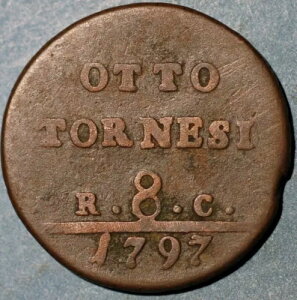 OTTO
TORNESI
R . 8 . C .
1797